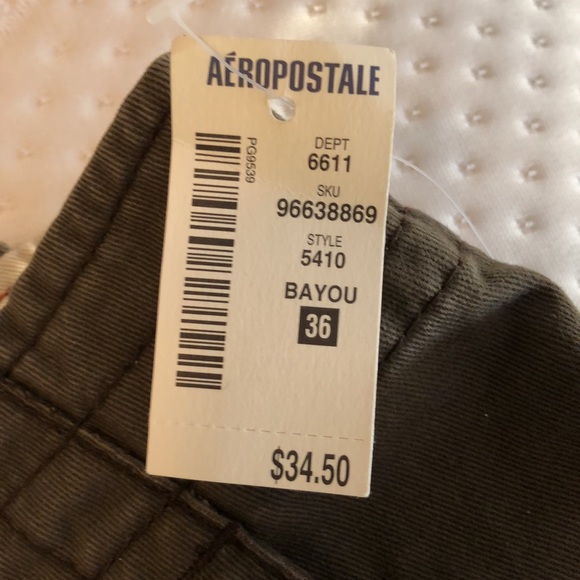 AÉROPOSTALE
PG9539
DEPT
6611
SKU
96638869
STYLE
5410
BAYOU
36
$34.50